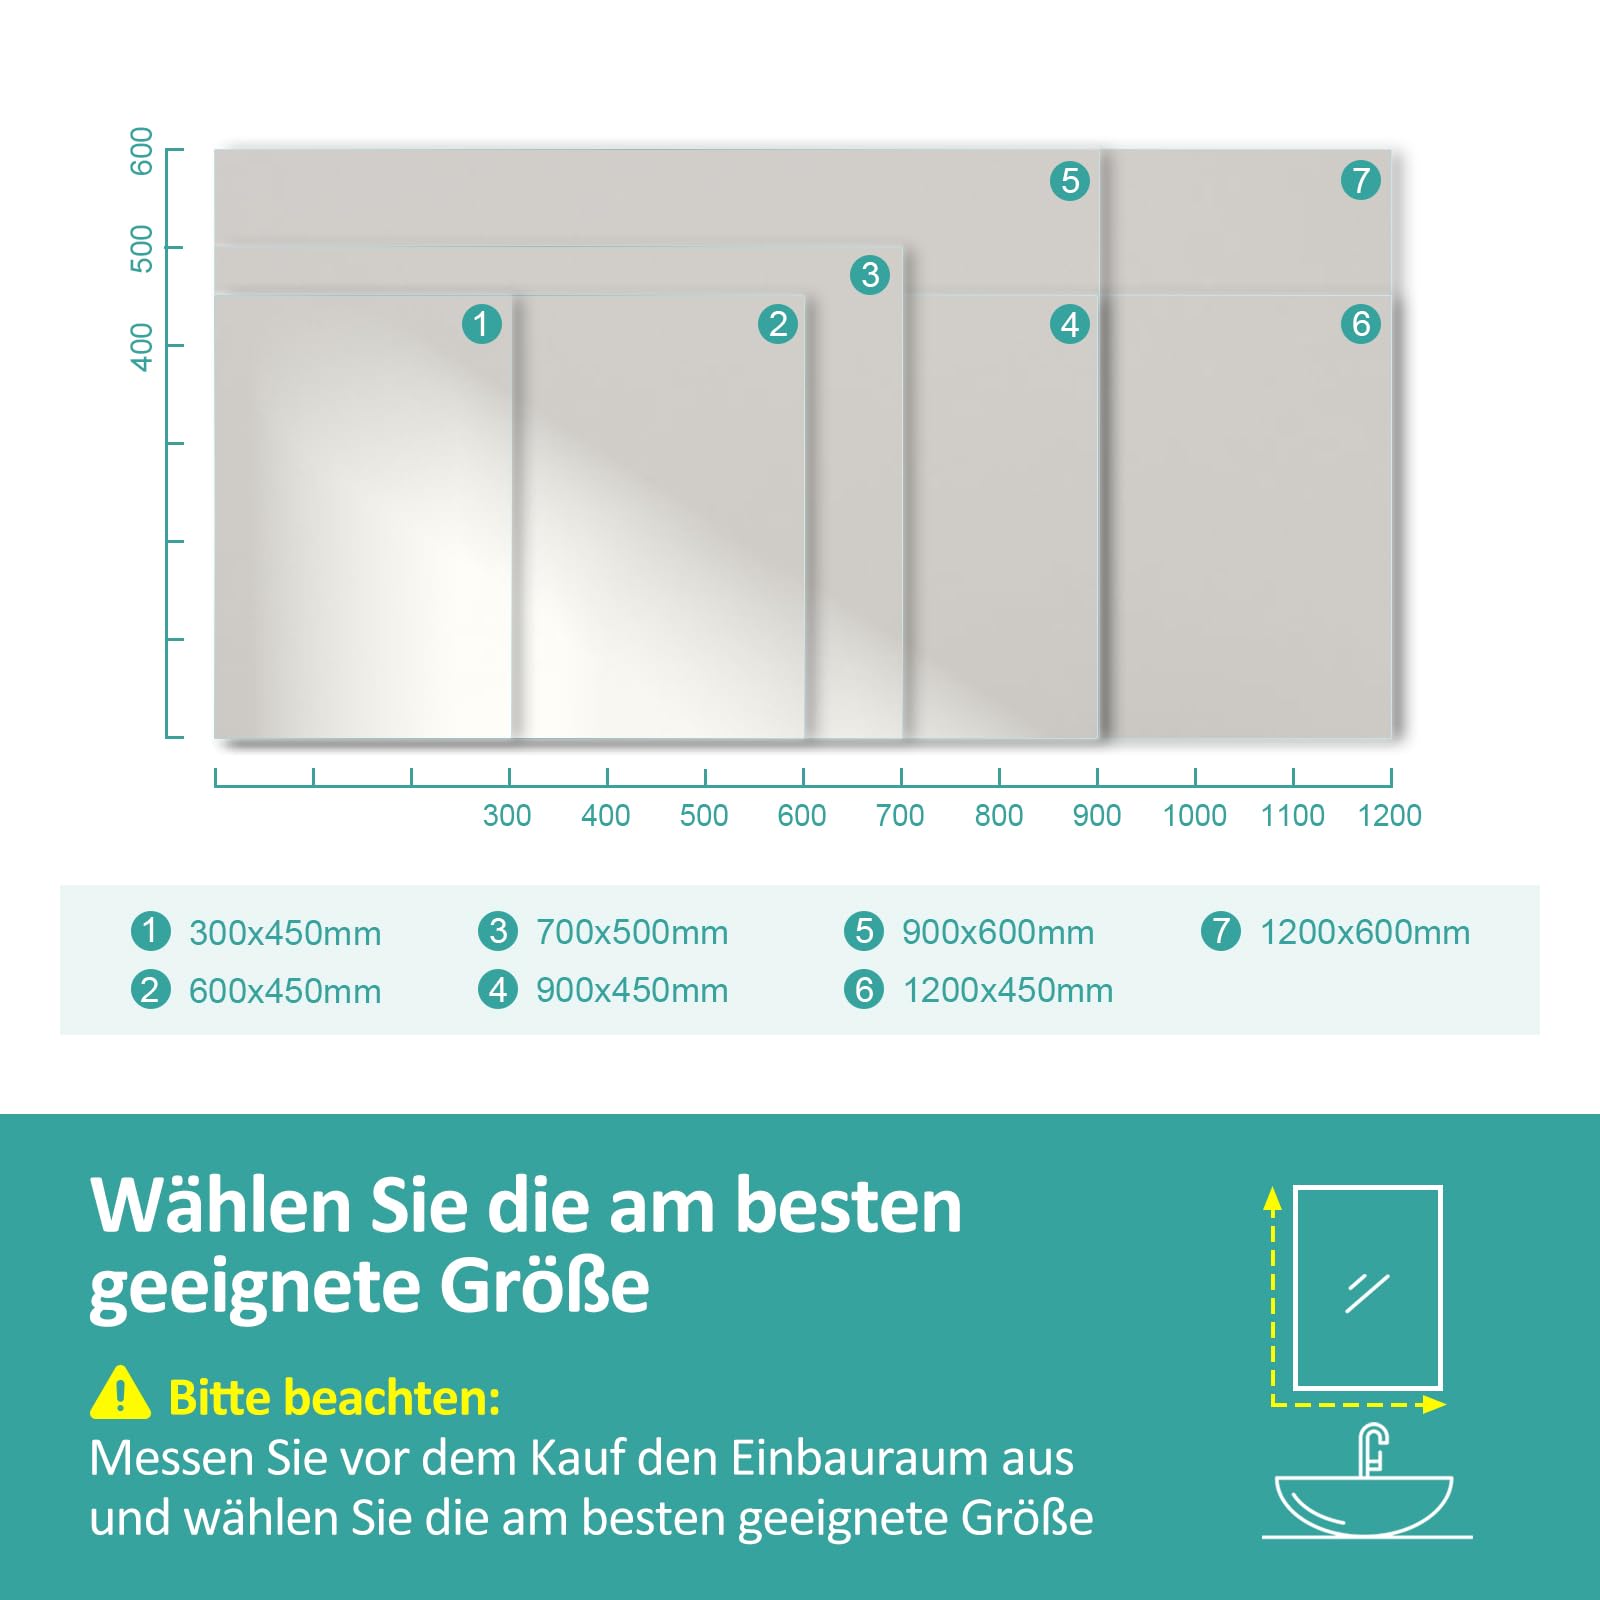 600
500
400
5
7
3
1
2
4
6
300 400 500 600 700 800 900 1000 1100 1200
1 300x450mm 3 700x500mm 5 900x600mm 7 1200x600mm
2 600x450mm 4 900x450mm 6 1200x450mm
Wählen Sie die am besten
geeignete Größe
Bitte beachten:
Messen Sie vor dem Kauf den Einbauraum aus
und wählen Sie die am besten geeignete Größe